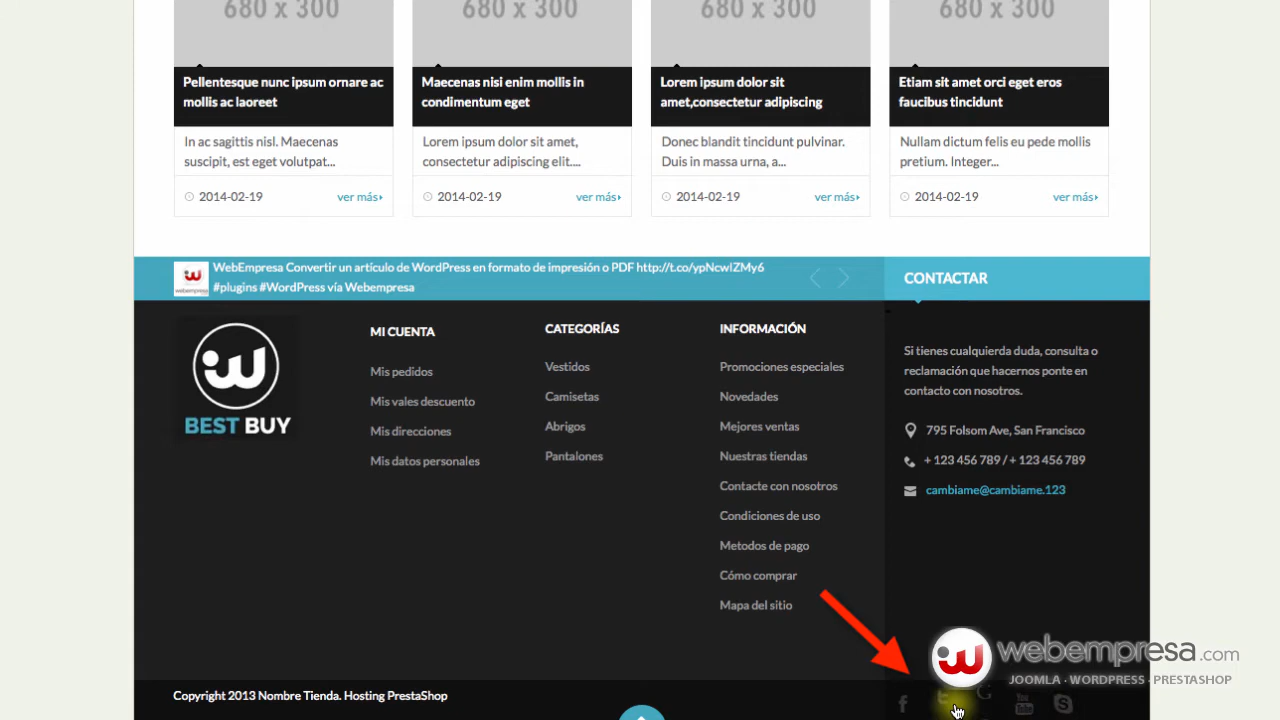 680 x 300
680 x 300
680 x 300
680 x 300
Pellentesque nunc ipsum ornare ac
mollis ac laoreet
Maecenas nisi enim mollis in
condimentum eget
Lorem ipsum dolor sit
amet,consectetur adipiscing
Etiam sit amet orci eget eros
faucibus tincidunt
In ac sagittis nisl. Maecenas
suscipit, est eget volutpat...
Lorem ipsum dolor sit amet,
consectetur adipiscing elit....
Donec blandit tincidunt pulvinar.
Duis in massa urna, a...
Nullam dictum felis eu pede mollis
pretium. Integer...
2014-02-19 ver más
2014-02-19 ver más
2014-02-19 ver más
2014-02-19 ver más
webempresa
WebEmpresa Convertir un artículo de WordPress en formato de impresión o PDF http://t.co/ypNcwIZMy6
#plugins #WordPress vía Webempresa
CONTACTAR
BEST BUY
MI CUENTA
Mis pedidos
Mis vales descuento
Mis direcciones
Mis datos personales
CATEGORÍAS
Vestidos
Camisetas
Abrigos
Pantalones
INFORMACIÓN
Promociones especiales
Novedades
Mejores ventas
Nuestras tiendas
Contacte con nosotros
Condiciones de uso
Metodos de pago
Cómo comprar
Mapa del sitio
Si tienes cualquierda duda, consulta o
reclamación que hacernos ponte en
contacto con nosotros.
795 Folsom Ave, San Francisco
+ 123 456 789 / + 123 456 789
cambiame@cambiame.123
webempresa.com
JOOMLA · WORDPRESS · PRESTASHOP
Copyright 2013 Nombre Tienda. Hosting PrestaShop